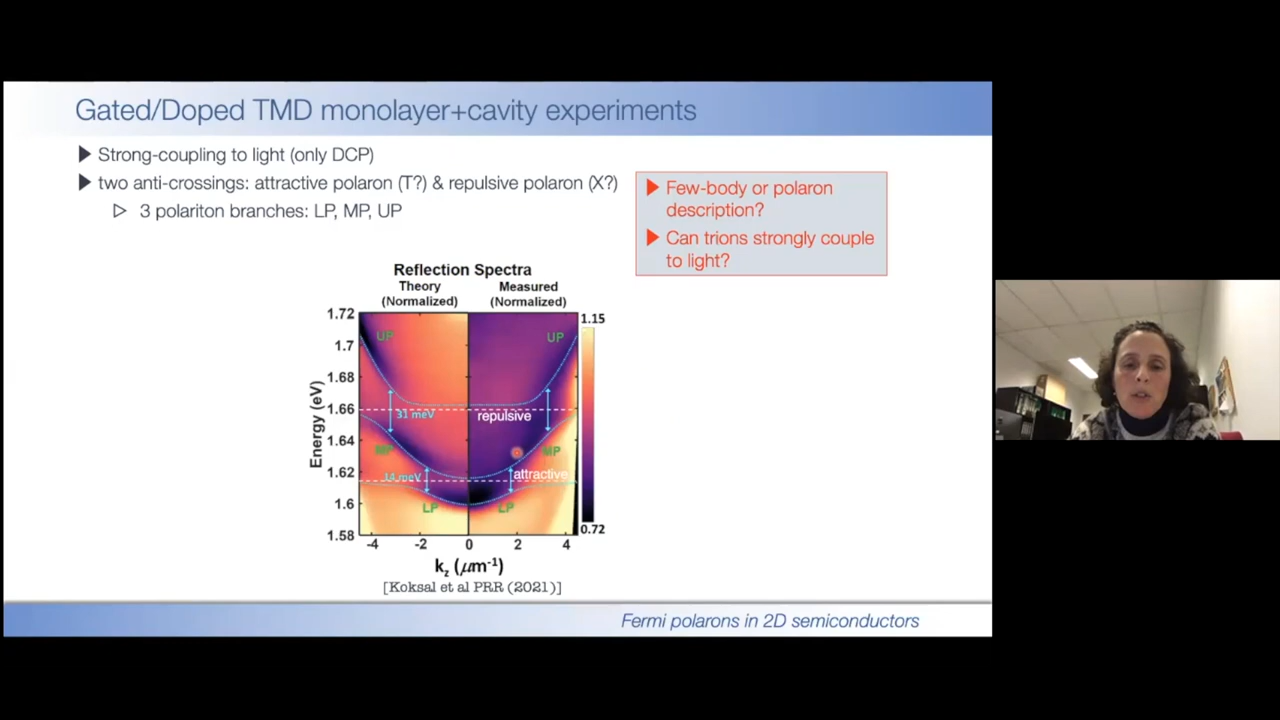 Gated/Doped TMD monolayer+cavity experiments
Strong-coupling to light (only DCP)
two anti-crossings: attractive polaron (T?) & repulsive polaron (X?)
3 polariton branches: LP, MP, UP
Few-body or polaron
description?
Can trions strongly couple
to light?
Reflection Spectra
Theory
(Normalized)
Measured
(Normalized)
1.72
1.7
1.68
1.66
1.64
1.62
1.6
1.58
Energy (eV)
UP
UP
31 meV
repulsive
MP
MP
14 meV
attractive
LP
LP
1.15
0.72
-4
-2
0
2
4
kz (μm-1)
[Koksal et al PRR (2021)]
Fermi polarons in 2D semiconductors